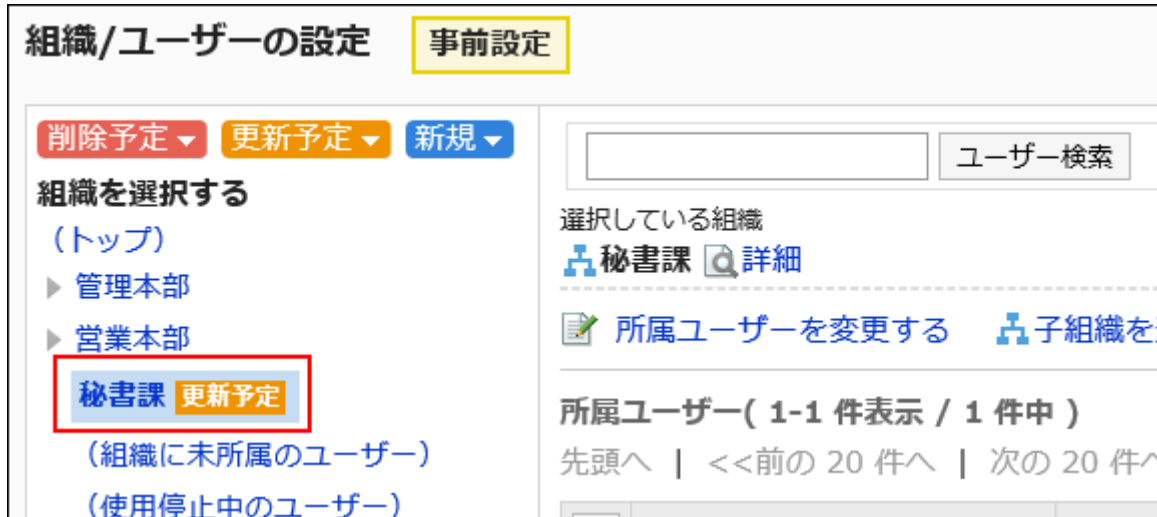 組織/ユーザーの設定 事前設定
削除予定 更新予定 新規
組織を選択する
(トップ)
管理本部
営業本部
秘書課 更新予定
(組織に未所属のユーザー)
(使用停止中のユーザー)
ユーザー検索
選択している組織
秘書課 詳細
所属ユーザーを変更する 子組織を
所属ユーザー( 1-1 件表示 / 1 件中 )
先頭へ | <<前の 20 件へ | 次の 20 件へ